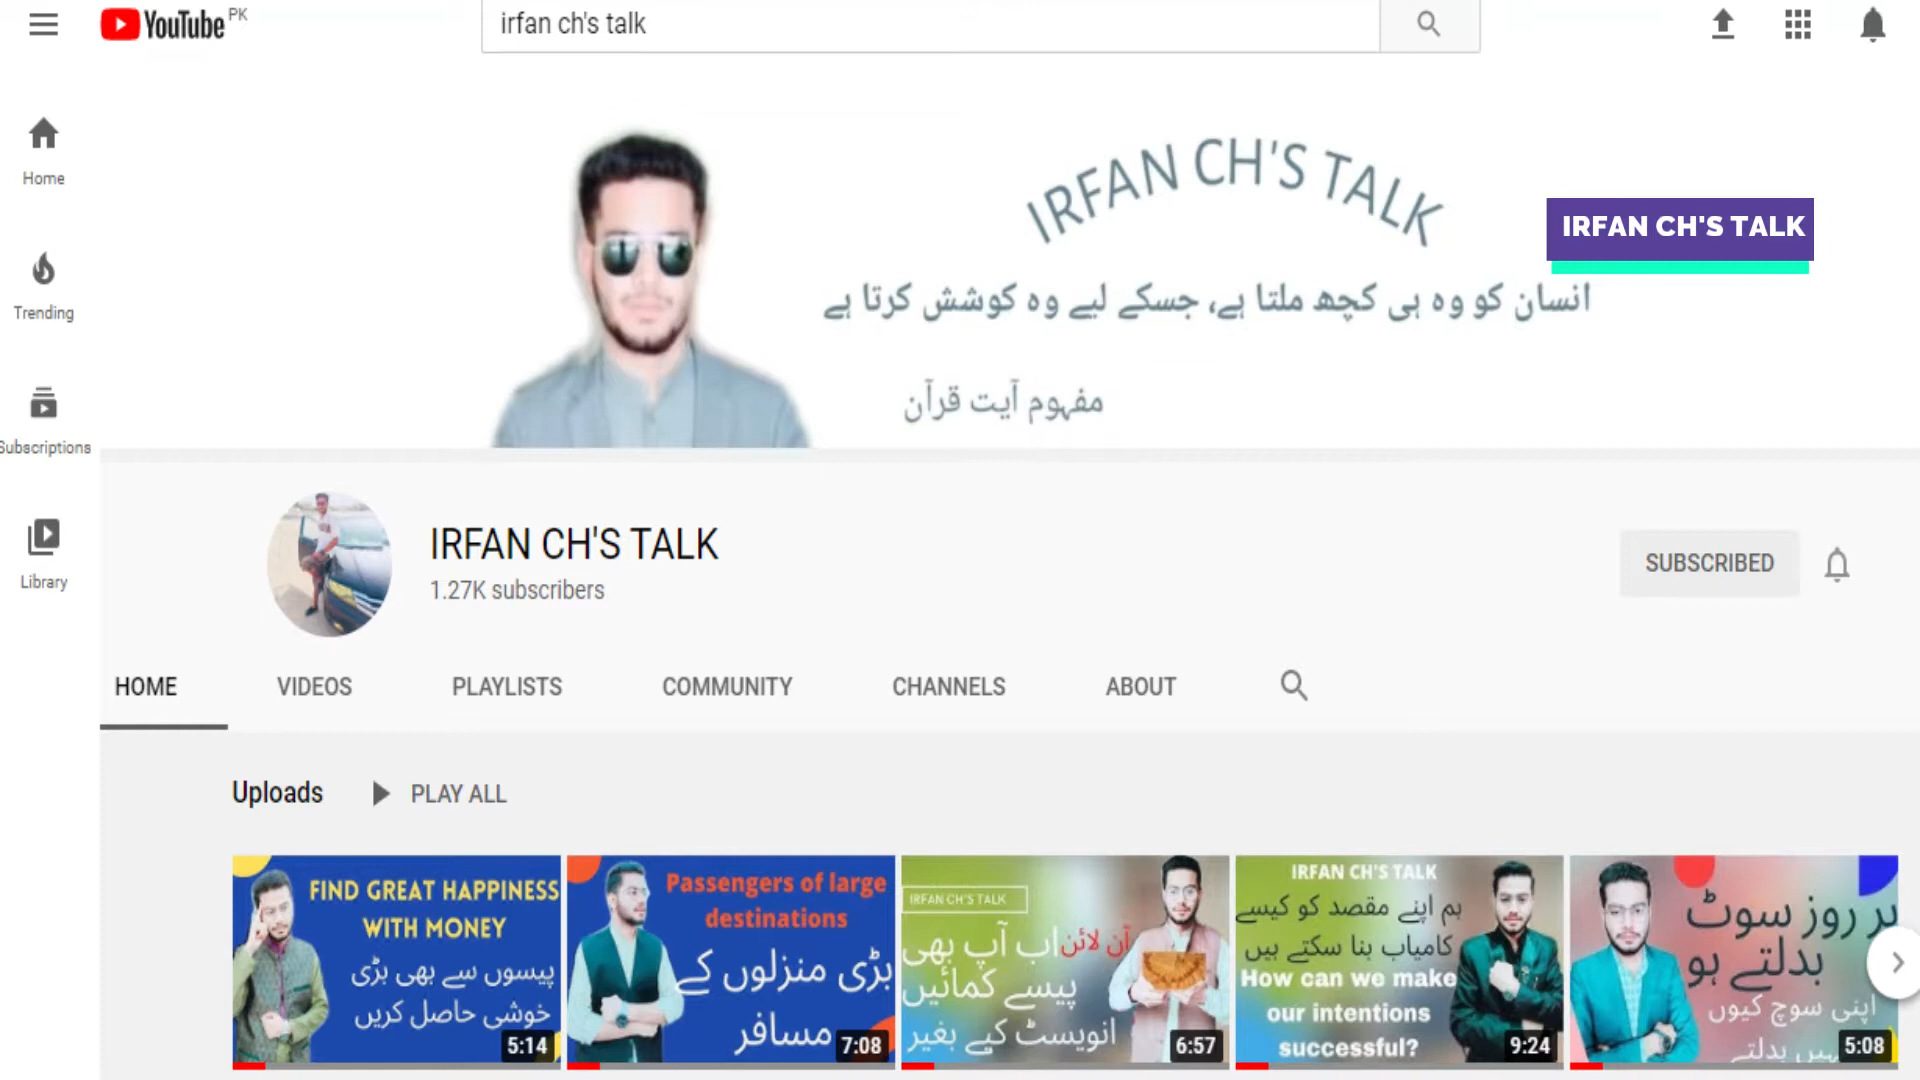 YouTube PK
irfan ch's talk
Home
Trending
Subscriptions
Library
IRFAN CH'S TALK
IRFAN CH'S TALK
انسان کو وہ ہی کچھ ملتا ہے، جسکے لیے وہ کوشش کرتا ہے
مفہوم آیت قرآن
IRFAN CH'S TALK
1.27K subscribers
SUBSCRIBED
HOME VIDEOS PLAYLISTS COMMUNITY CHANNELS ABOUT
Uploads PLAY ALL
FIND GREAT HAPPINESS
WITH MONEY
پیسوں سے بھی بڑی
خوشی حاصل کریں
5:14
Passengers of large
destinations
بڑی منزلوں کے
مسافر
7:08
IRFAN CH'S TALK
آن لائن اب آپ بھی
پیسے کمائیں
انویسٹ کیے بغیر
6:57
IRFAN CH'S TALK
ہم اپنے مقصد کو کیسے
کامیاب بنا سکتے ہیں
How can we make
our intentions
successful?
9:24
ہر روز سوٹ
بدلتے ہو
اپنی سوچ کیوں
نہیں بدلتے
5:08